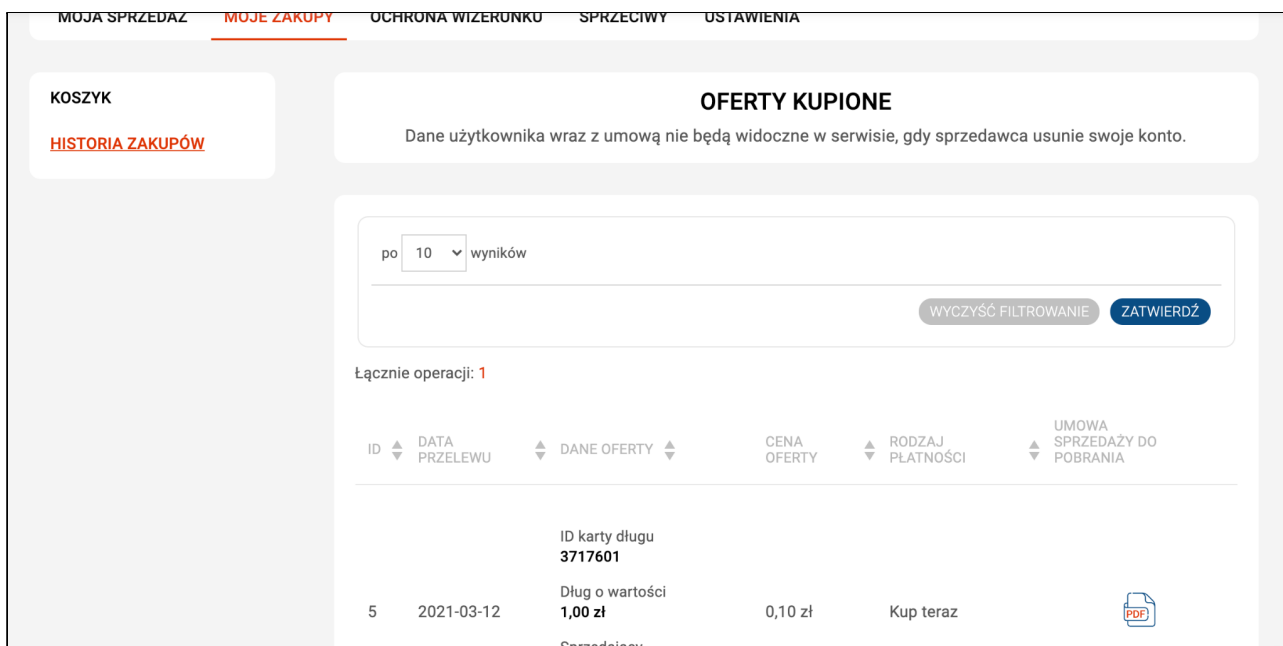 MOJA SPRZEDAŻ MOJE ZAKUPY OCHRONA WIZERUNKU SPRZECIWY USTAWIENIA
KOSZYK
HISTORIA ZAKUPÓW
OFERTY KUPIONE
Dane użytkownika wraz z umową nie będą widoczne w serwisie, gdy sprzedawca usunie swoje konto.
po 10 wyników
WYCZYŚĆ FILTROWANIE ZATWIERDŹ
Łącznie operacji: 1
ID
DATA
PRZELEWU
DANE OFERTY
CENA
OFERTY
RODZAJ
PŁATNOŚCI
UMOWA
SPRZEDAŻY DO
POBRANIA
ID karty długu
3717601
Dług o wartości
1,00 zł
5 2021-03-12 0,10 zł Kup teraz PDF
Sprzedający